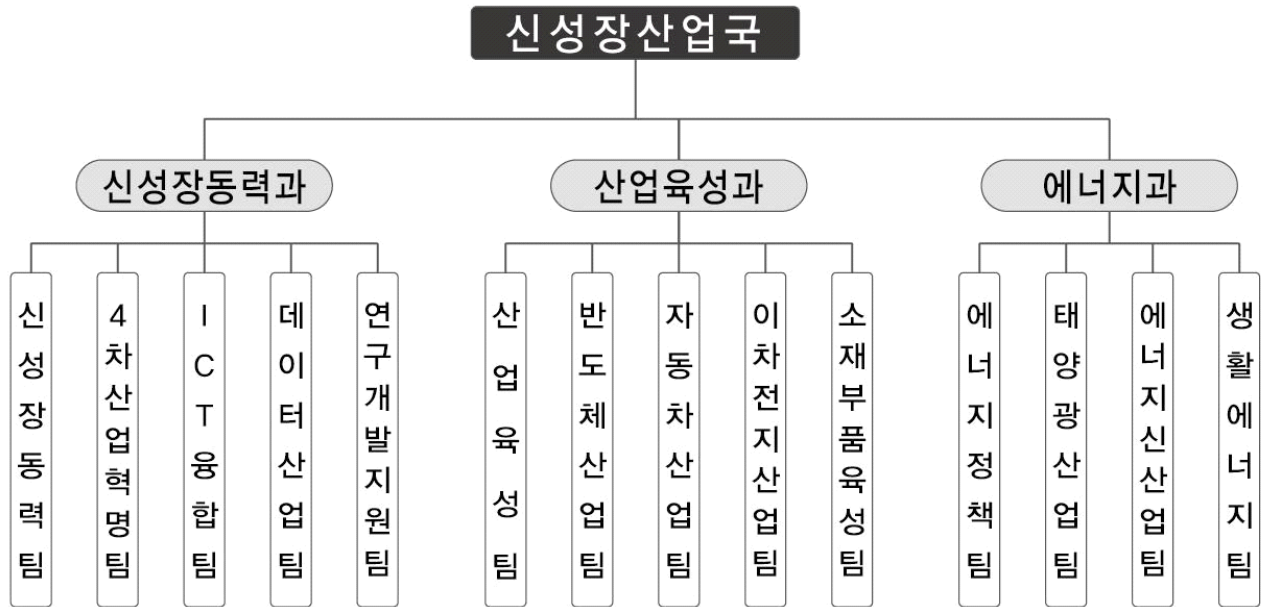 신성장산업국
신성장동력과
산업육성과
에너지과
신성장동력팀
4차산업혁명팀
ICT융합팀
데이터산업팀
연구개발지원팀
산업육성팀
반도체산업팀
자동차산업팀
이차전지산업팀
소재부품육성팀
에너지정책팀
태양광산업팀
에너지신산업팀
생활에너지팀